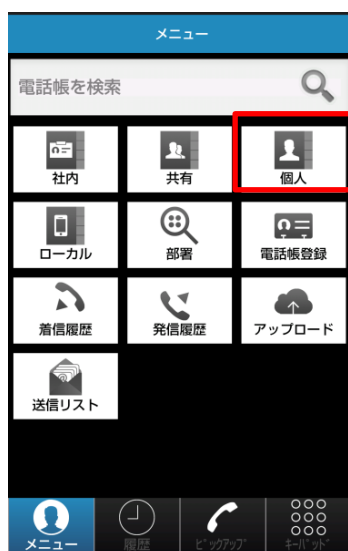 メニュー
電話帳を検索
社内
共有
個人
ローカル
部署
電話帳登録
着信履歴
発信履歴
アップロード
送信リスト
メニュー
履歴
ピックアップ
キーパッド